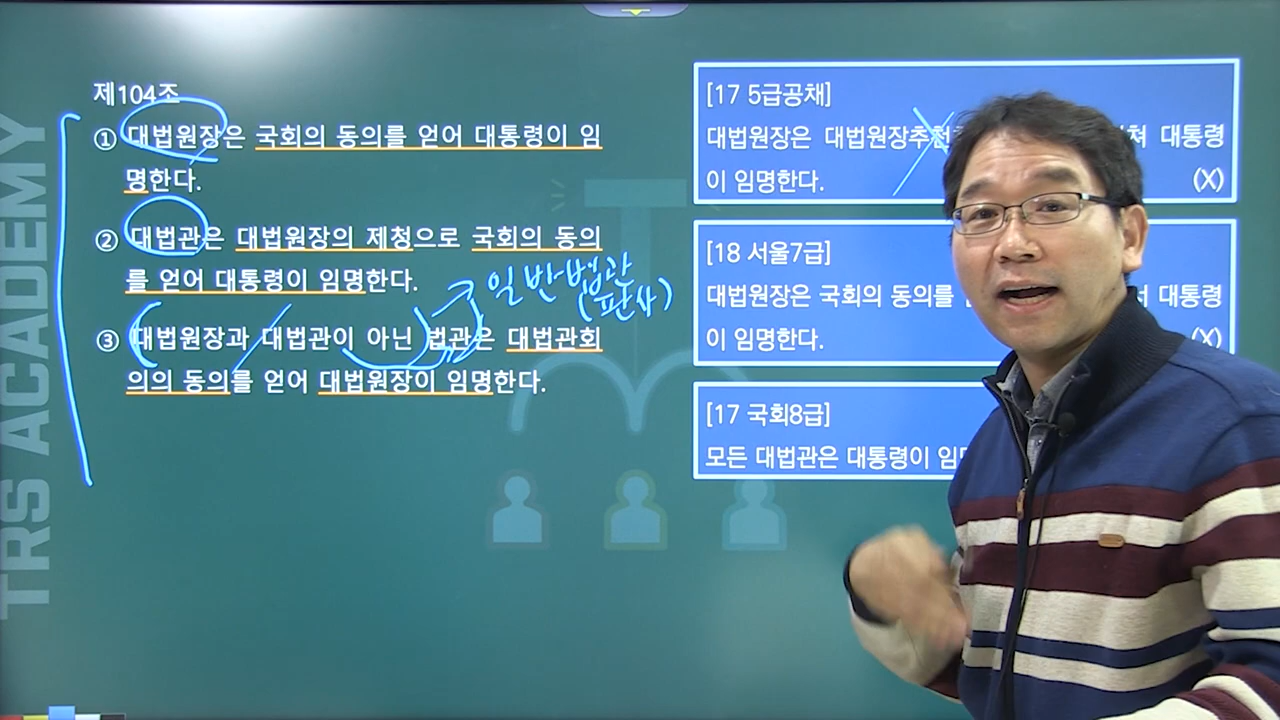 TRS ACADEMY
제104조
① 대법원장은 국회의 동의를 얻어 대통령이 임
명한다.
② 대법관은 대법원장의 제청으로 국회의 동의
를 얻어 대통령이 임명한다.
일반법관
(판사)
③ 대법원장과 대법관이 아닌 법관은 대법관회
의의 동의를 얻어 대법원장이 임명한다.
[17 5급공채]
대법원장은 대법원장추천 대통령
이 임명한다. (X)
[18 서울7급]
대법원장은 국회의 동의를 대통령
이 임명한다. (X)
[17 국회8급]
모든 대법관은 대통령이